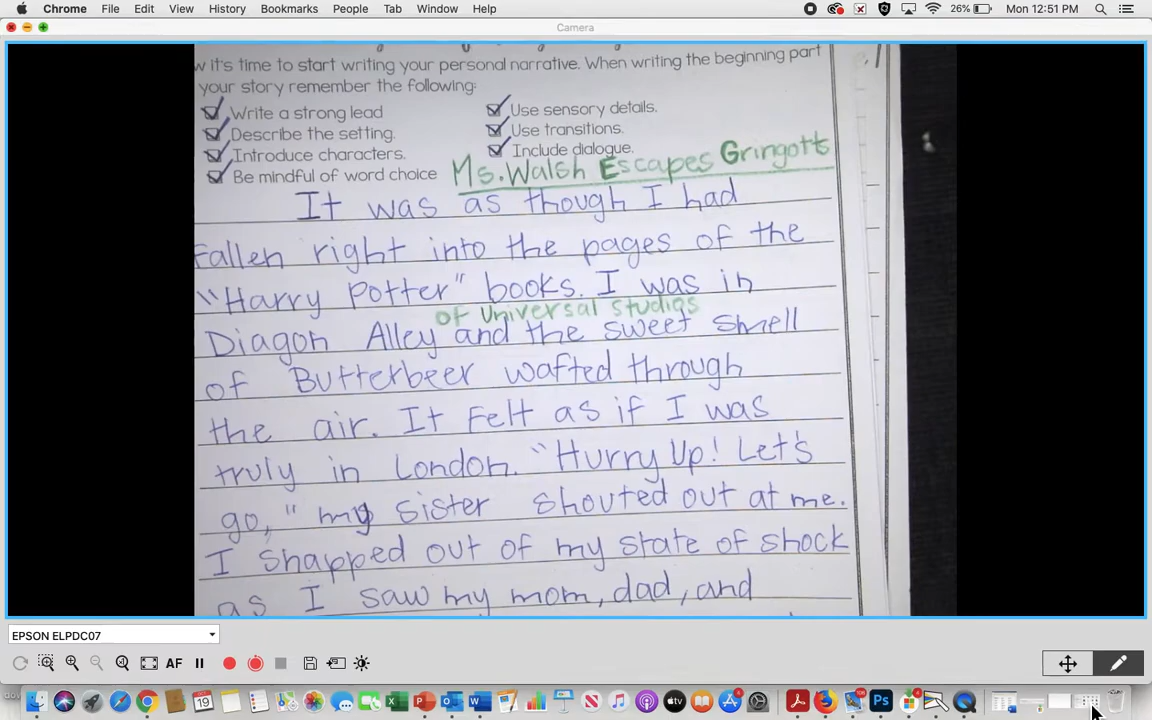 Chrome File Edit View History Bookmarks People Tab Window Help 26% Mon 12:51 PM
Camera
w it's time to start writing your personal narrative. When writing the beginning part
your story remember the following:
Write a strong lead Use sensory details.
Describe the setting. Use transitions.
Introduce characters. Include dialogue.
Be mindful of word choice
Ms. Walsh Escapes Gringotts
It was as though I had
Fallen right into the pages of the
"Harry Potter" books. I was in
of Universal Studios
Diagon Alley and the sweet smell
of Butterbeer wafted through
the air. It felt as if I was
truly in London. "Hurry Up! Let's
go," my sister shouted out at me.
I snapped out of my state of shock
as I saw my mom, dad, and
EPSON ELPDC07
AF
19